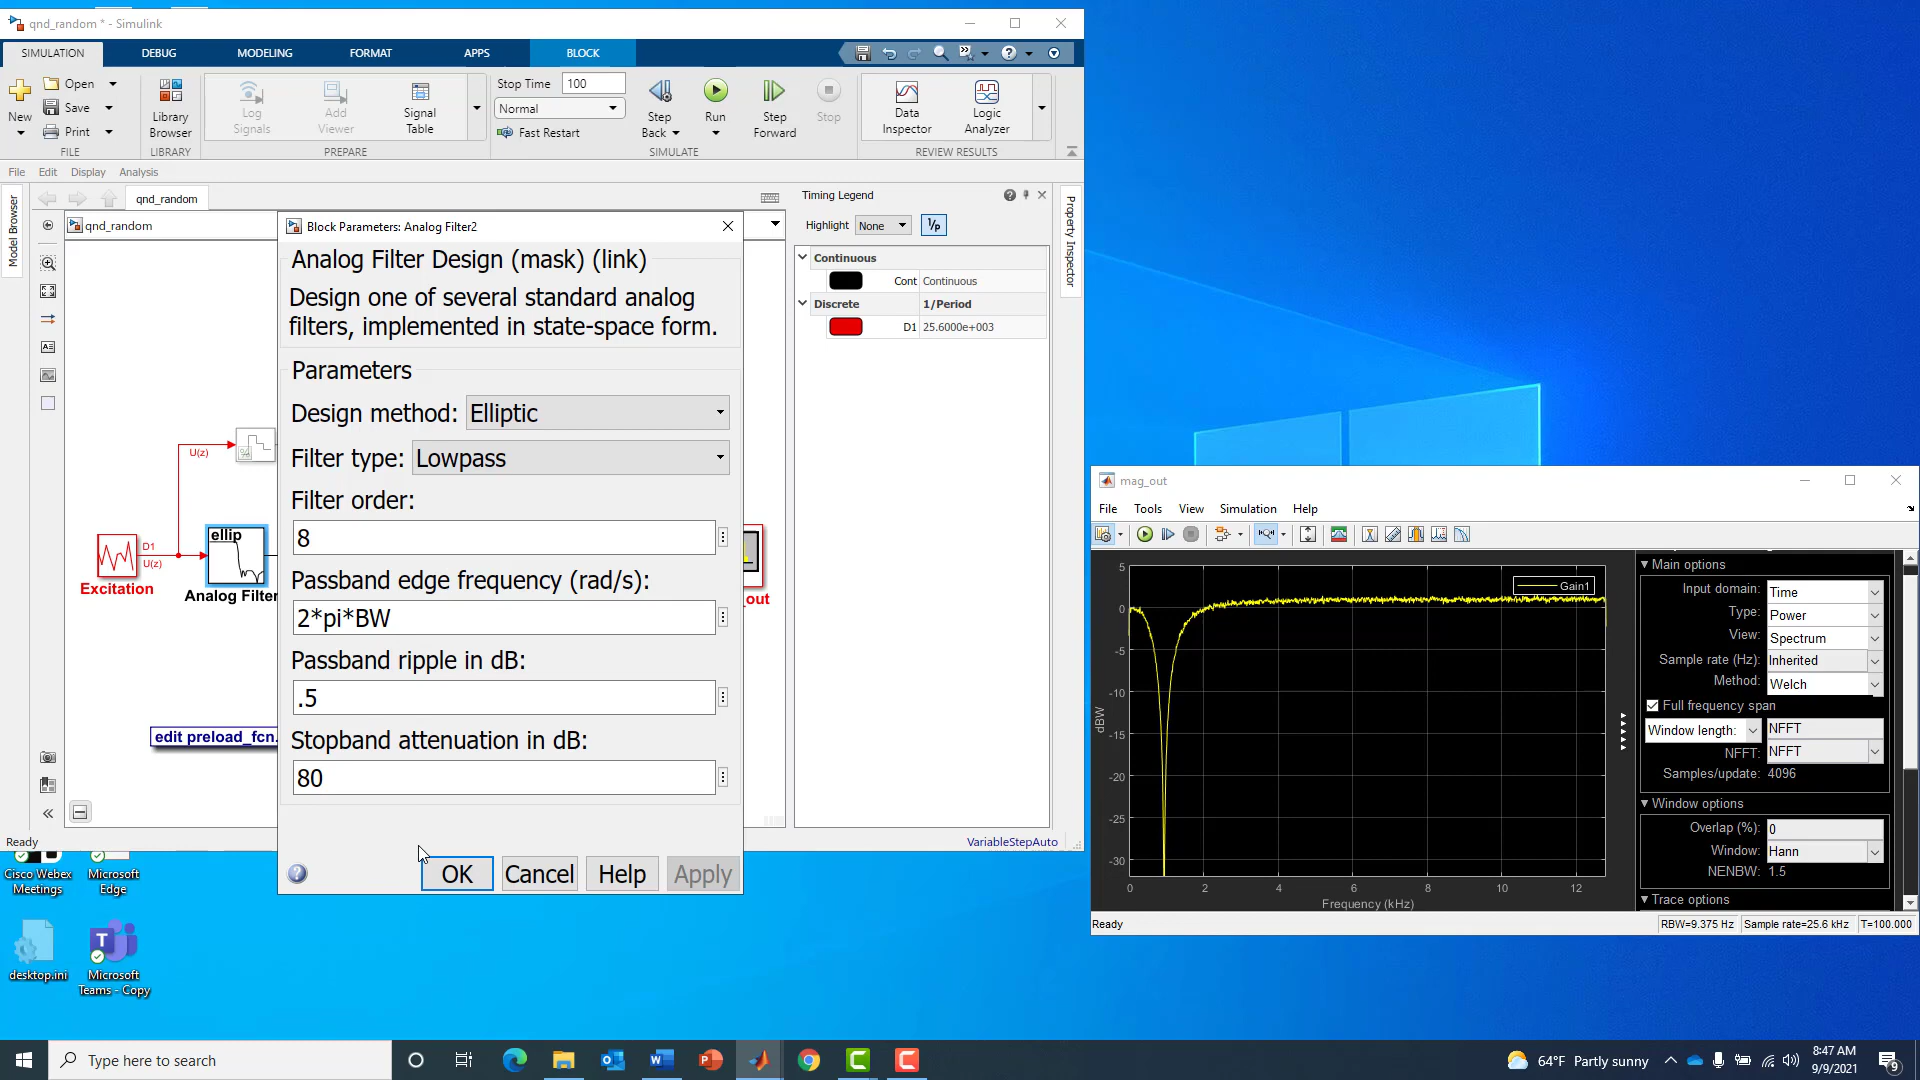 qnd_random * - Simulink
SIMULATION
DEBUG
MODELING
FORMAT
APPS
BLOCK
New
Open
Save
Print
FILE
Library
Browser
LIBRARY
Log
Signals
Add
Viewer
Signal
Table
PREPARE
Stop Time
100
Normal
Fast Restart
Step
Back
Run
Step
Forward
Stop
SIMULATE
Data
Inspector
Logic
Analyzer
REVIEW RESULTS
File
Edit
Display
Analysis
Model Browser
qnd_random
qnd_random
U(z)
D1
U(z)
Excitation
ellip
Analog Filter
edit preload_fcn.
_out
Block Parameters: Analog Filter2
Analog Filter Design (mask) (link)
Design one of several standard analog
filters, implemented in state-space form.
Parameters
Design method:
Elliptic
Filter type:
Lowpass
Filter order:
8
Passband edge frequency (rad/s):
2*pi*BW
Passband ripple in dB:
.5
Stopband attenuation in dB:
80
OK
Cancel
Help
Apply
Timing Legend
Highlight
None
1/p
Continuous
Cont
Continuous
Discrete
1/Period
D1
25.6000e+003
Property Inspector
Ready
VariableStepAuto
Cisco Webex
Meetings
Microsoft
Edge
desktop.ini
Microsoft
Teams - Copy
mag_out
File
Tools
View
Simulation
Help
Gain1
5
0
-5
-10
-15
-20
-25
-30
dBW
0
2
4
6
8
10
12
Frequency (kHz)
Main options
Input domain:
Time
Type:
Power
View:
Spectrum
Sample rate (Hz):
Inherited
Method:
Welch
Full frequency span
Window length:
NFFT
NFFT:
NFFT
Samples/update:
4096
Window options
Overlap (%):
0
Window:
Hann
NENBW:
1.5
Trace options
Ready
RBW=9.375 Hz
Sample rate=25.6 kHz
T=100.000
Type here to search
64°F Partly sunny
8:47 AM
9/9/2021
9